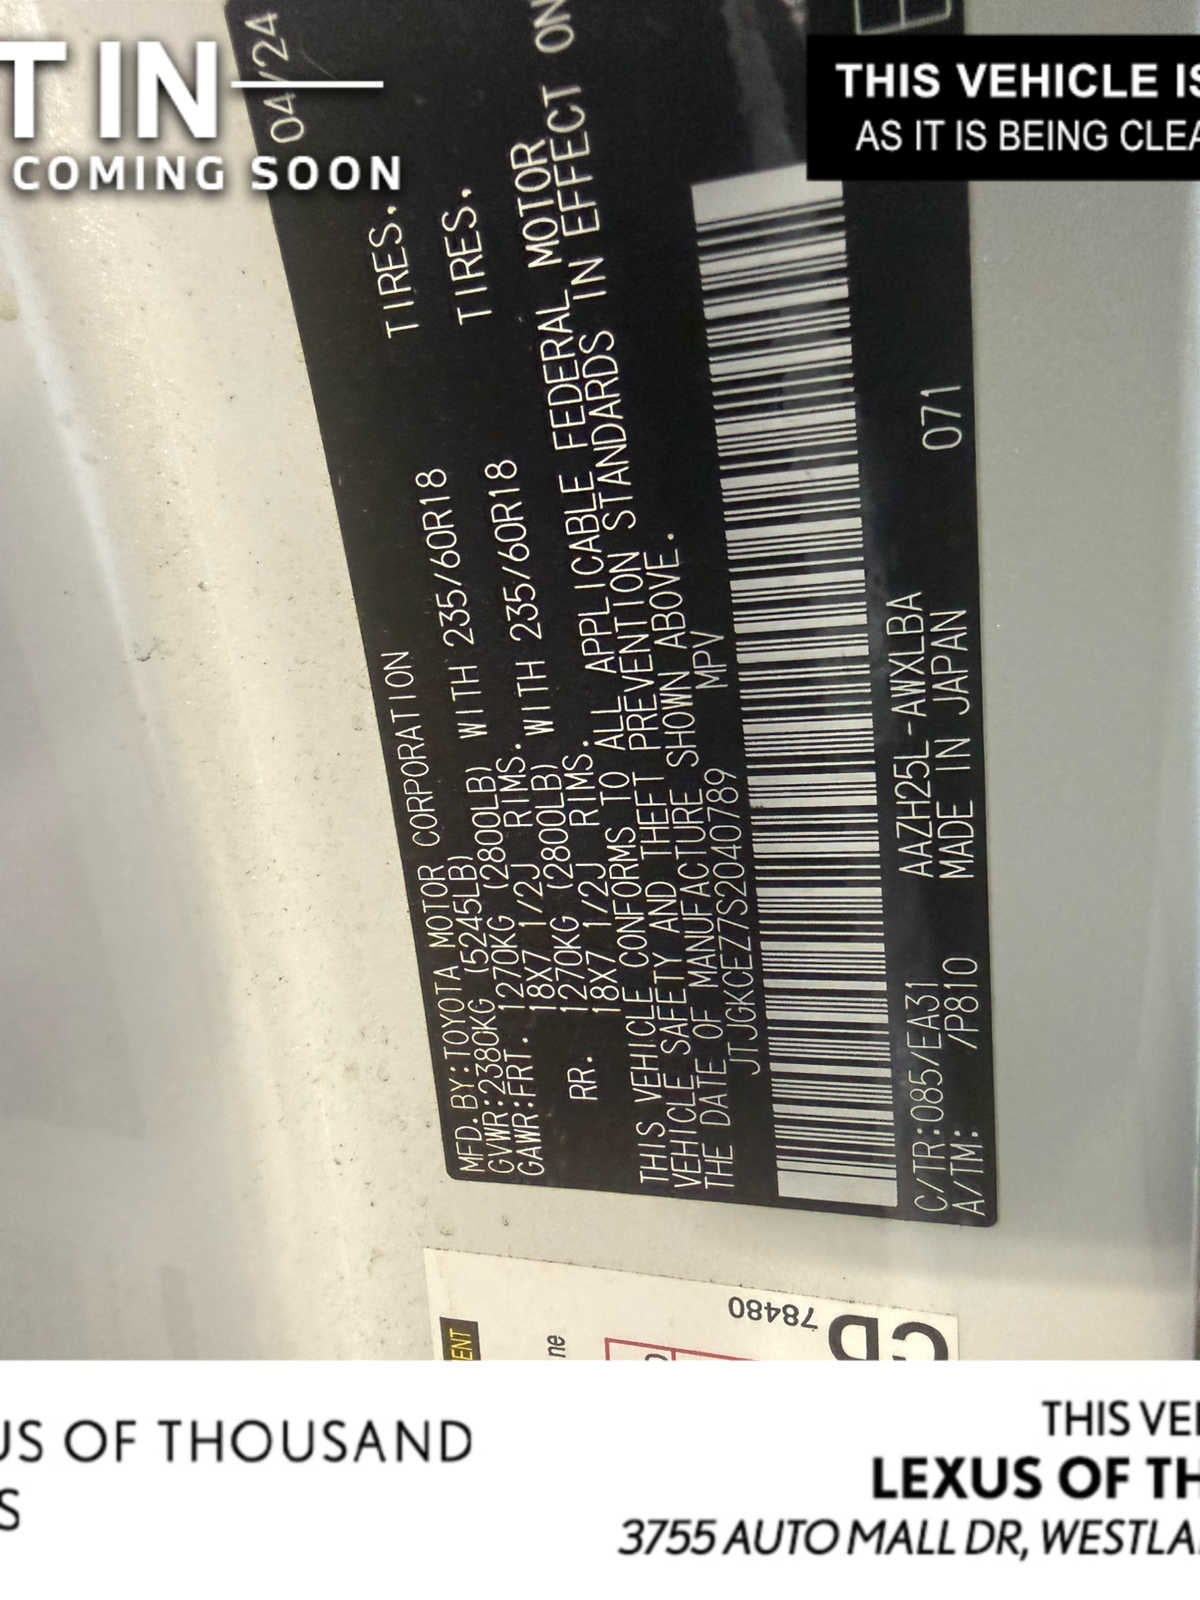 T IN
COMING SOON
THIS VEHICLE IS
AS IT IS BEING CLEA
MFD. BY:TOYOTA MOTOR CORPORATION 04/24
GVWR:2380KG (5245LB)
GAWR:FRT. 1270KG (2800LB) WITH 235/60R18 TIRES.
18X7 1/2J RIMS.
RR. 1270KG (2800LB) WITH 235/60R18 TIRES.
18X7 1/2J RIMS.
THIS VEHICLE CONFORMS TO ALL APPLICABLE FEDERAL MOTOR
VEHICLE SAFETY AND THEFT PREVENTION STANDARDS IN EFFECT ON
THE DATE OF MANUFACTURE SHOWN ABOVE.
JTJGKCEZ7S2040789 MPV
C/TR:085/EA31 AAZH25L-AWXLBA 071
A/TM: /P810 MADE IN JAPAN
78480
CD
ENT
ne
US OF THOUSAND
S
THIS VE
LEXUS OF TH
3755 AUTO MALL DR, WESTLA